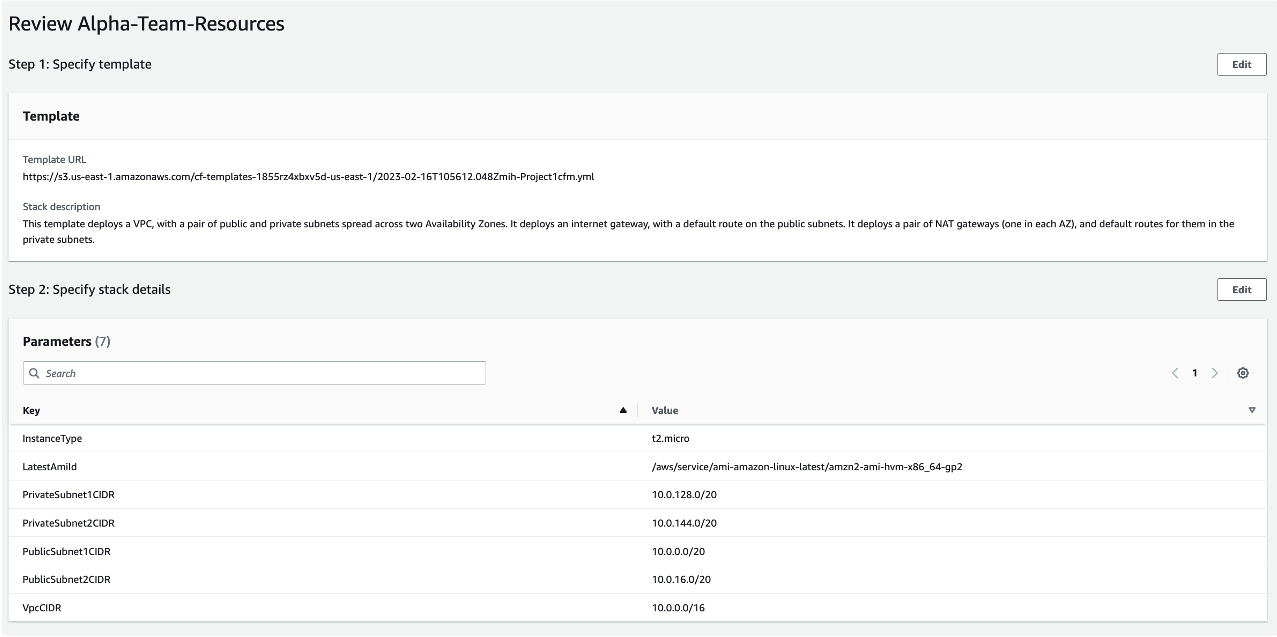 Review Alpha-Team-Resources
Step 1: Specify template
Edit
Template
Template URL
https://s3.us-east-1.amazonaws.com/cf-templates-1855rz4xbxv5d-us-east-1/2023-02-16T105612.048Zmih-Project1cfm.yml
Stack description
This template deploys a VPC, with a pair of public and private subnets spread across two Availability Zones. It deploys an internet gateway, with a default route on the public subnets. It deploys a pair of NAT gateways (one in each AZ), and default routes for them in the
private subnets.
Step 2: Specify stack details
Edit
Parameters (7)
Search
1
Key Value
InstanceType t2.micro
LatestAmiId /aws/service/ami-amazon-linux-latest/amzn2-ami-hvm-x86_64-gp2
PrivateSubnet1CIDR 10.0.128.0/20
PrivateSubnet2CIDR 10.0.144.0/20
PublicSubnet1CIDR 10.0.0.0/20
PublicSubnet2CIDR 10.0.16.0/20
VpcCIDR 10.0.0.0/16